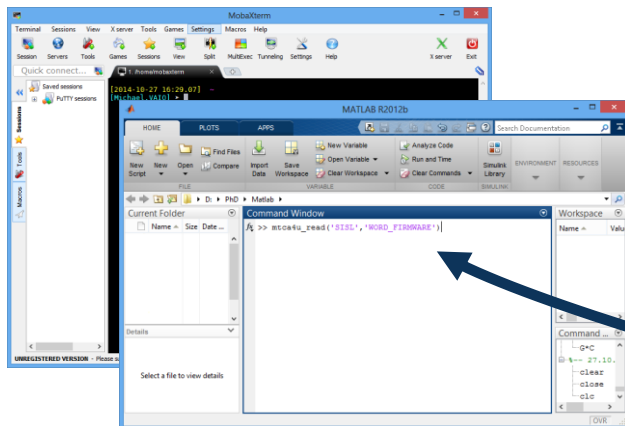 MobaXterm
Terminal Sessions View X server Tools Games Settings Macros Help
Session Servers Tools Games Sessions View Split MultiExec Tunneling Settings Help X server Exit
Quick connect...
1. /home/mobaxterm
Saved sessions
PuTTY sessions
[2014-10-27 16:29.07] ~
[Michael.VAIO] ➤
Sessions
Tools
Macros
UNREGISTERED VERSION - Please su
MATLAB R2012b
HOME PLOTS APPS
Search Documentation
New Script
New
Open
Find Files
Compare
Import Data
Save Workspace
New Variable
Open Variable
Clear Workspace
Analyze Code
Run and Time
Clear Commands
Simulink Library
ENVIRONMENT
RESOURCES
FILE VARIABLE CODE SIMULINK
D: PhD Matlab
Current Folder
Name Size Date ...
Details
Select a file to view details
Command Window
fx >> mtca4u_read('SISL','WORD_FIRMWARE')
Workspace
Name Valu
Command ...
G*C
%-- 27.10.
clear
close
clc
OVR